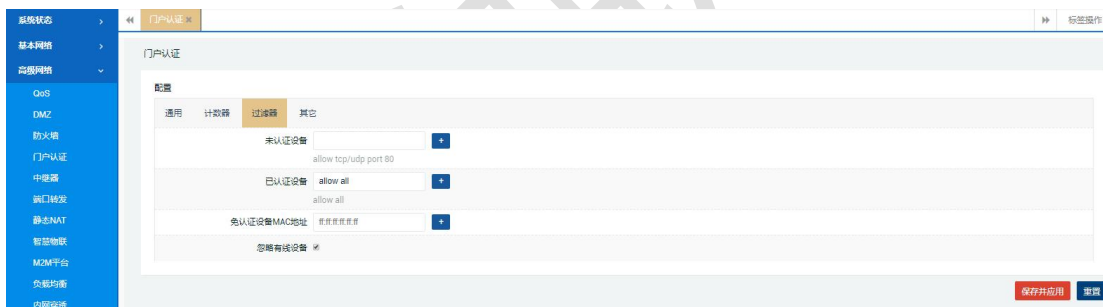 系统状态
基本网络
高级网络
QoS
DMZ
防火墙
门户认证
中继器
端口转发
静态NAT
智慧物联
M2M平台
负载均衡
内网穿透
门户认证
标签操作
门户认证
配置
通用 计数器 过滤器 其它
未认证设备
allow tcp/udp port 80
已认证设备 allow all
allow all
免认证设备MAC地址 ff:ff:ff:ff:ff:ff
忽略有线设备
保存并应用 重置